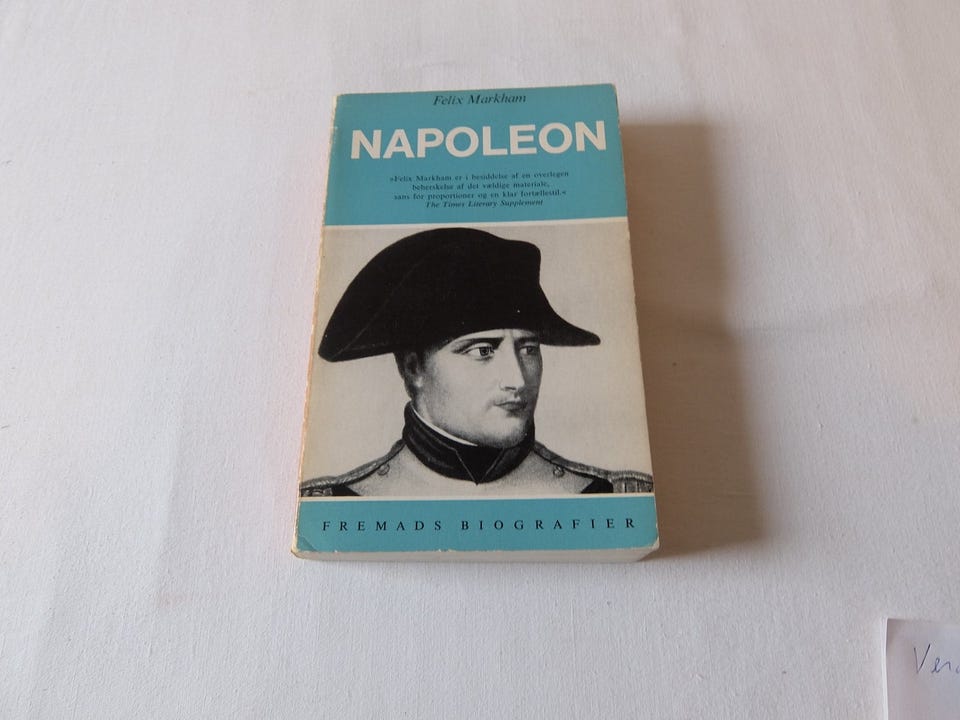 Felix Markham
NAPOLEON
»Felix Markham er i besiddelse af en overlegen
beherskelse af det vældige materiale,
sans for proportioner og en klar fortællestil.«
The Times Literary Supplement
FREMADS BIOGRAFIER